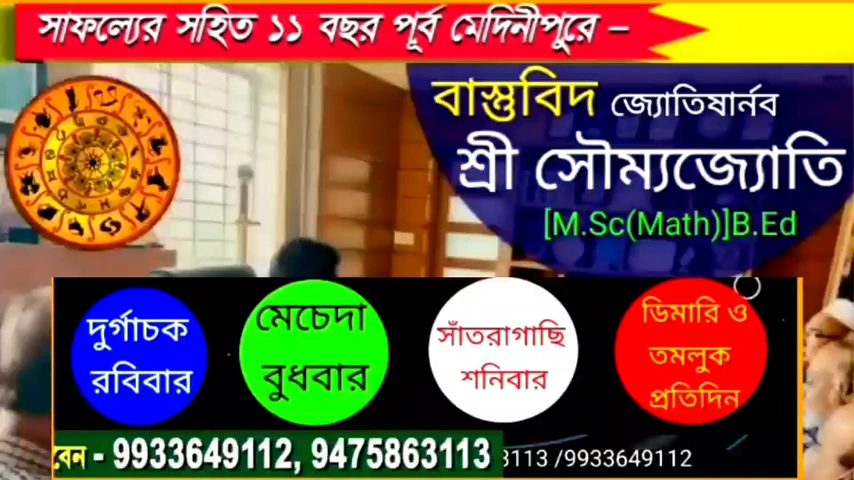 সাফল্যের সহিত ১১ বছর পূর্ব মেদিনীপুরে –
বাস্তুবিদ জ্যোতিষার্নব
শ্রী সৌম্যজ্যোতি
[M.Sc(Math)]B.Ed
দুর্গাচক
রবিবার
মেচেদা
বুধবার
সাঁতরাগাছি
শনিবার
ডিমারি ও
তমলুক
প্রতিদিন
বেন - 9933649112, 9475863113
3113 /9933649112